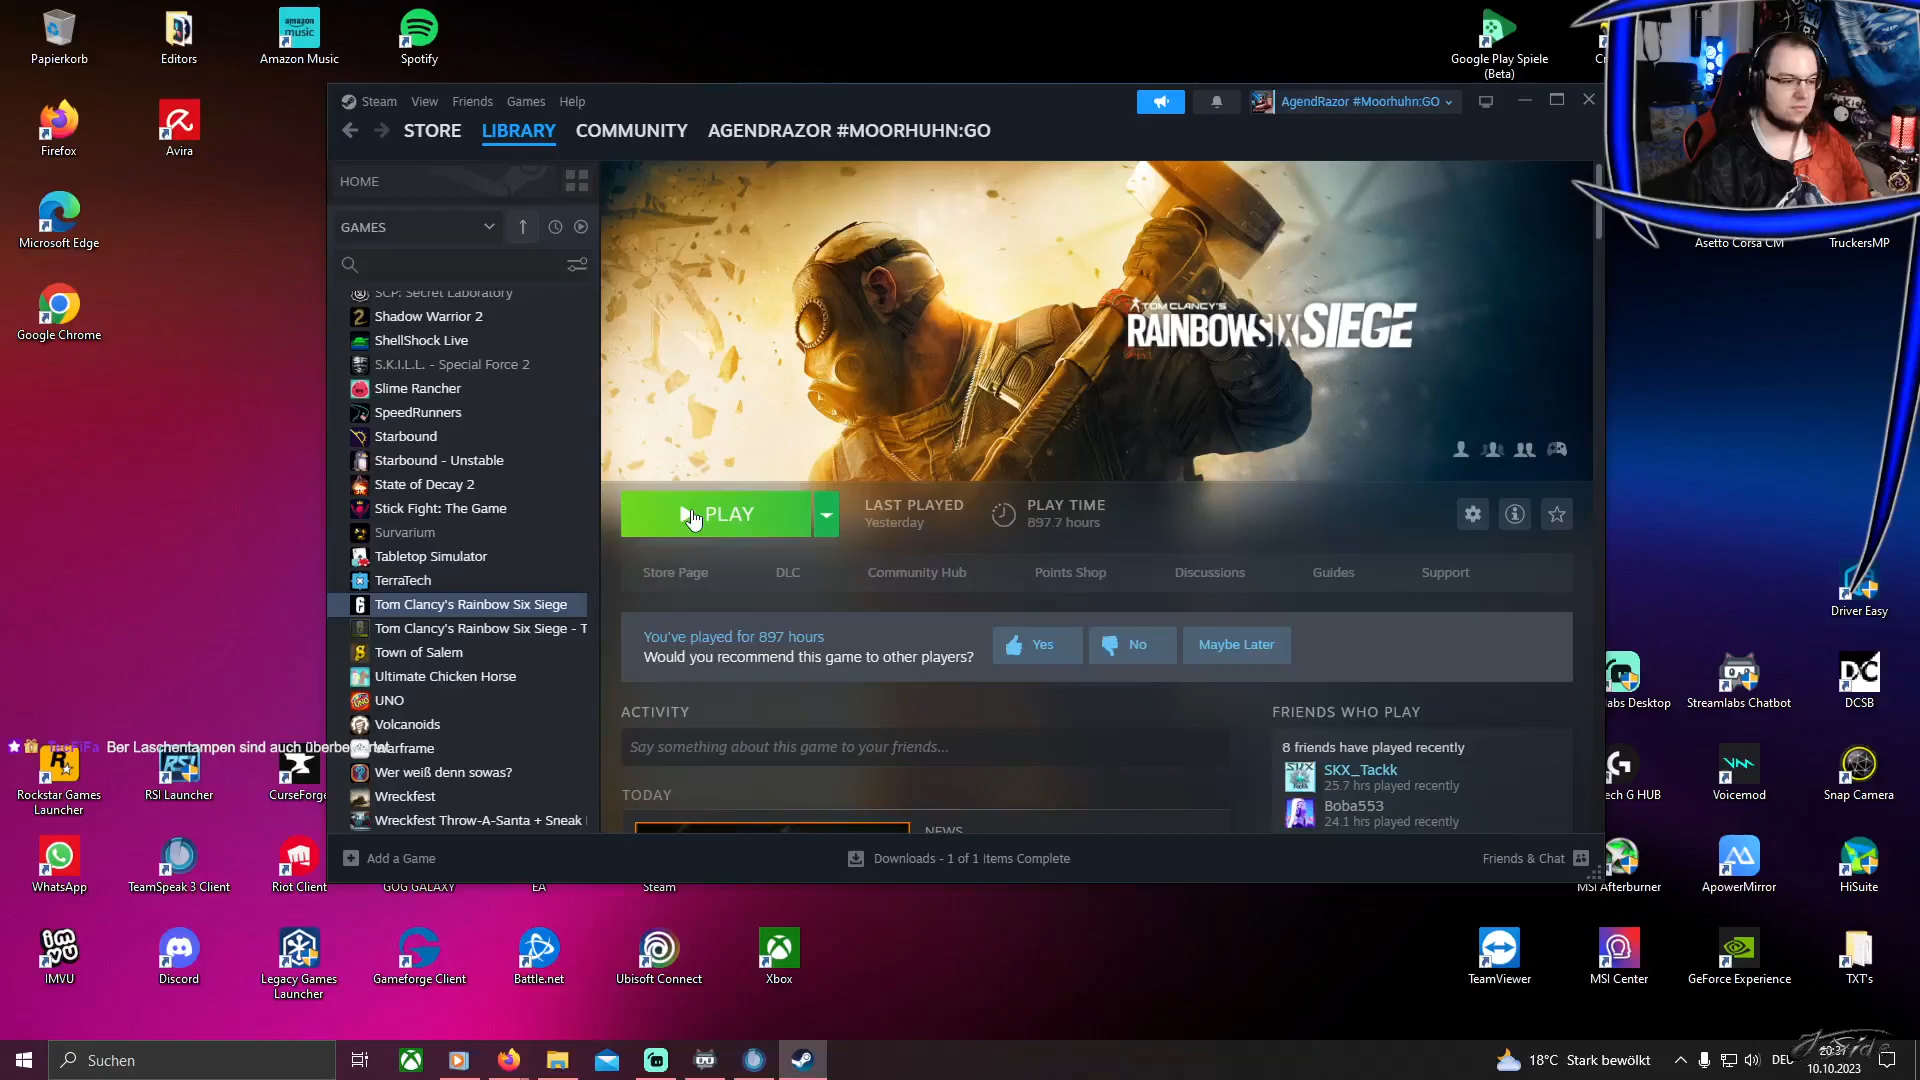 Papierkorb
Editors
Amazon Music
Spotify
Google Play Spiele
(Beta)
Firefox
Avira
Microsoft Edge
Google Chrome
Steam
View
Friends
Games
Help
AgendRazor #Moorhuhn:GO
STORE
LIBRARY
COMMUNITY
AGENDRAZOR #MOORHUHN:GO
HOME
GAMES
SCP: Secret Laboratory
Shadow Warrior 2
ShellShock Live
S.K.I.L.L. - Special Force 2
Slime Rancher
SpeedRunners
Starbound
Starbound - Unstable
State of Decay 2
Stick Fight: The Game
Survarium
Tabletop Simulator
TerraTech
Tom Clancy's Rainbow Six Siege
Tom Clancy's Rainbow Six Siege - T
Town of Salem
Ultimate Chicken Horse
UNO
Volcanoids
Warframe
Wer weiß denn sowas?
Wreckfest
Wreckfest Throw-A-Santa + Sneak
TOM CLANCY'S
RAINBOW SIX SIEGE
PLAY
LAST PLAYED
Yesterday
PLAY TIME
897.7 hours
Store Page
DLC
Community Hub
Points Shop
Discussions
Guides
Support
You've played for 897 hours
Would you recommend this game to other players?
Yes
No
Maybe Later
ACTIVITY
Say something about this game to your friends...
TODAY
NEWS
FRIENDS WHO PLAY
8 friends have played recently
SKX_Tackk
25.7 hrs played recently
Boba553
24.1 hrs played recently
Add a Game
Downloads - 1 of 1 Items Complete
Friends & Chat
TecFiFa Ber Laschentampen sind auch
Rockstar Games
Launcher
RSI Launcher
CurseForge
WhatsApp
TeamSpeak 3 Client
Riot Client
GOG GALAXY
EA
Steam
IMVU
Discord
Legacy Games
Launcher
Gameforge Client
Battle.net
Ubisoft Connect
Xbox
Asetto Corsa CM
TruckersMP
Driver Easy
abs Desktop
Streamlabs Chatbot
DCSB
ech G HUB
Voicemod
Snap Camera
MSI Afterburner
ApowerMirror
HiSuite
TeamViewer
MSI Center
GeForce Experience
TXT's
Suchen
18°C Stark bewölkt
DEU
20:37
10.10.2023